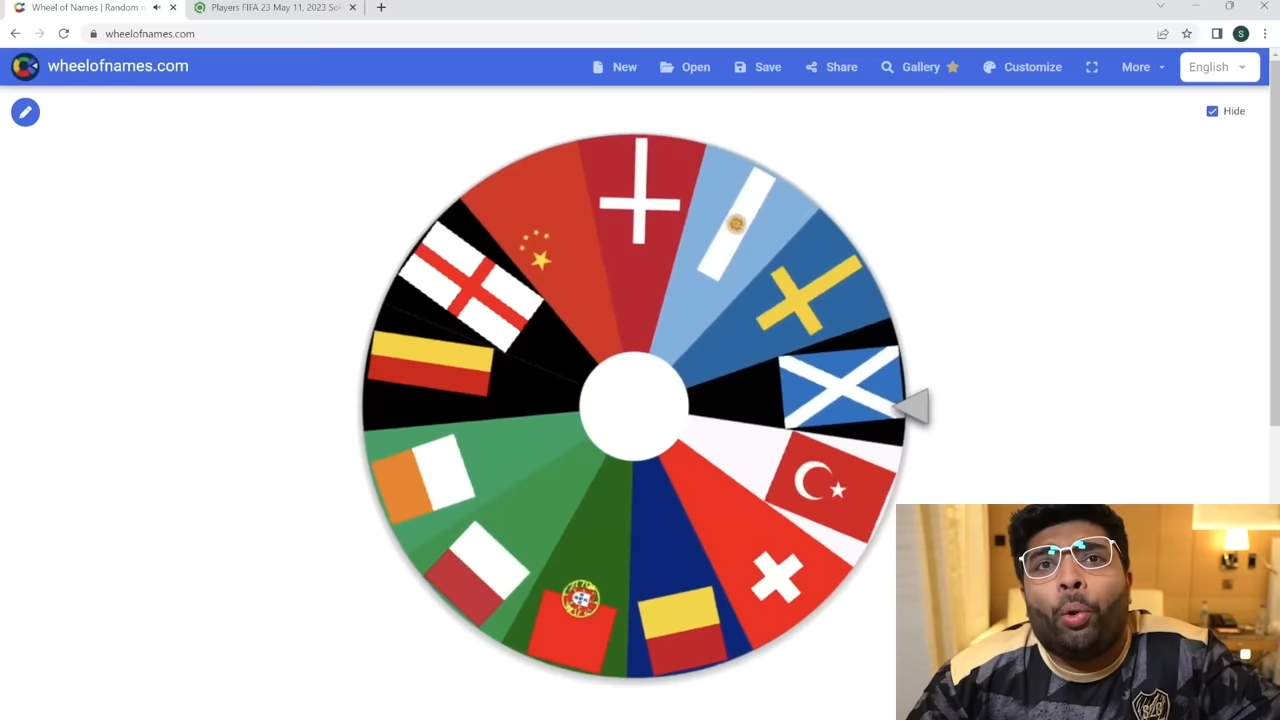 Wheel of Names | Random n
Players FIFA 23 May 11, 2023 SoF
wheelofnames.com
S
wheelofnames.com
New
Open
Save
Share
Gallery
Customize
More
English
Hide